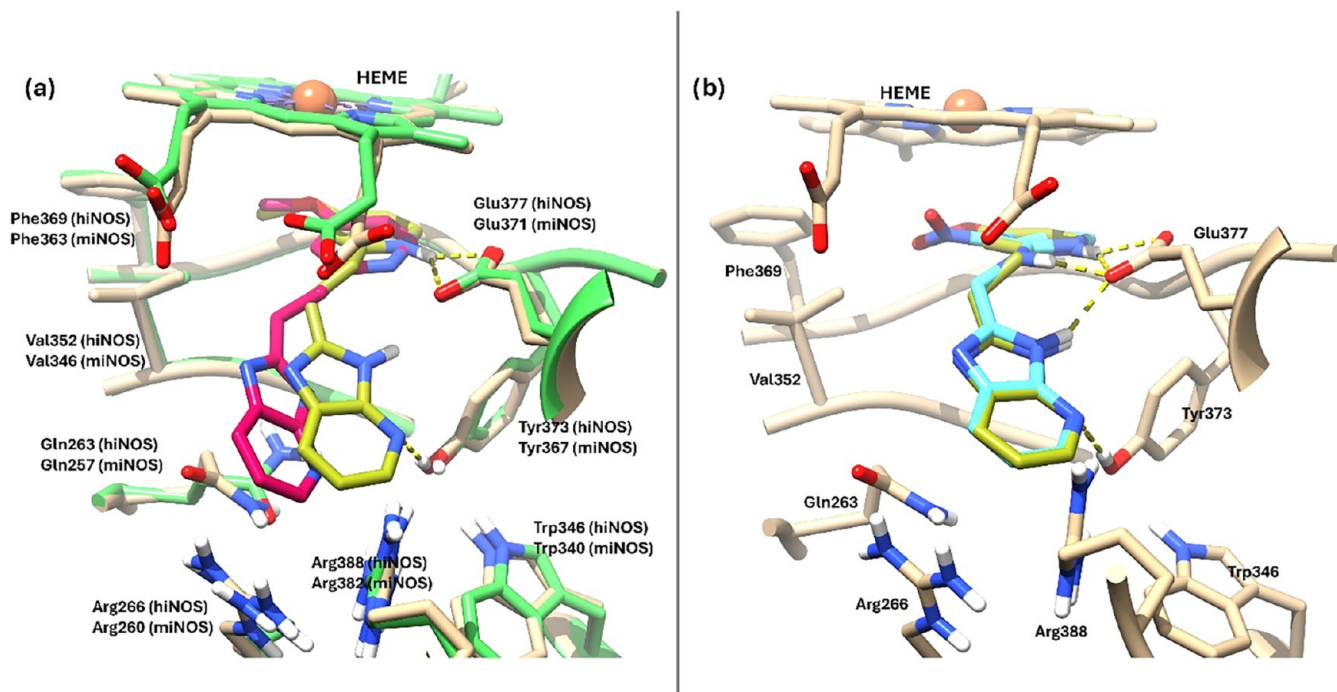 (a)
HEME
Phe369 (hiNOS)
Phe363 (miNOS)
Glu377 (hiNOS)
Glu371 (miNOS)
Val352 (hiNOS)
Val346 (miNOS)
Gln263 (hiNOS)
Gln257 (miNOS)
Tyr373 (hiNOS)
Tyr367 (miNOS)
Trp346 (hiNOS)
Trp340 (miNOS)
Arg388 (hiNOS)
Arg382 (miNOS)
Arg266 (hiNOS)
Arg260 (miNOS)
(b)
HEME
Glu377
Phe369
Val352
Tyr373
Gln263
Trp346
Arg266
Arg388